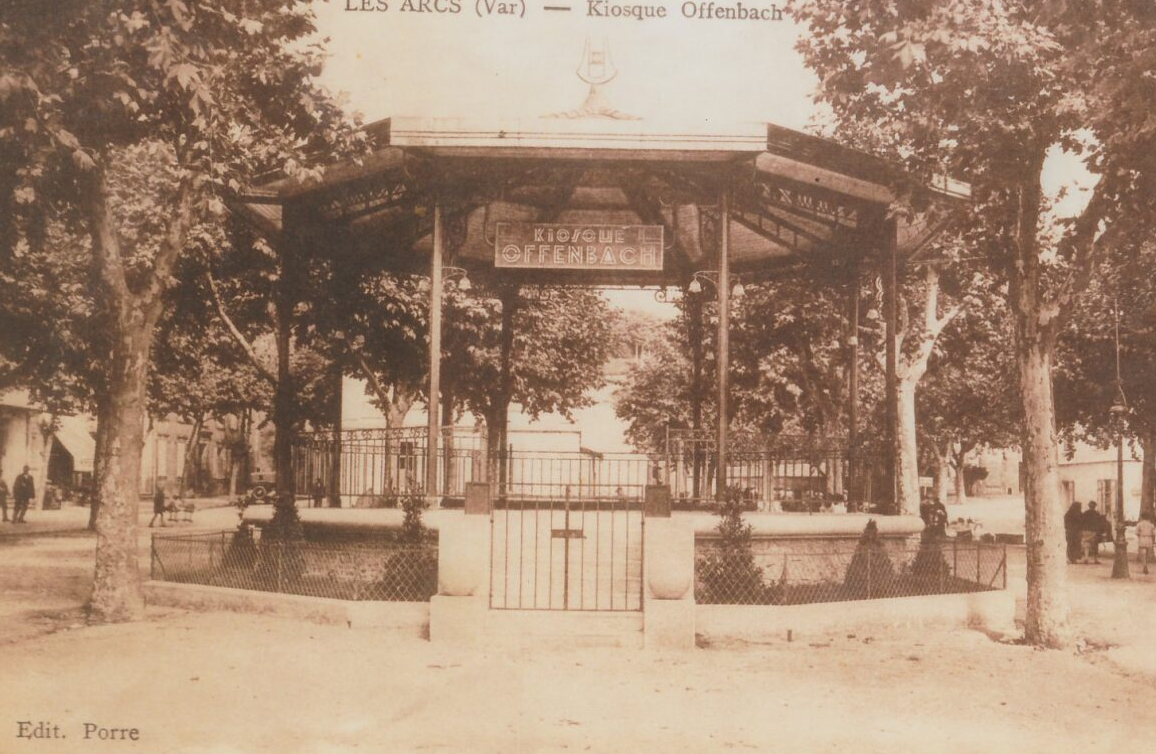 LES ARCS (Var) — Kiosque Offenbach
KIOSQUE
OFFENBACH
Edit. Porre